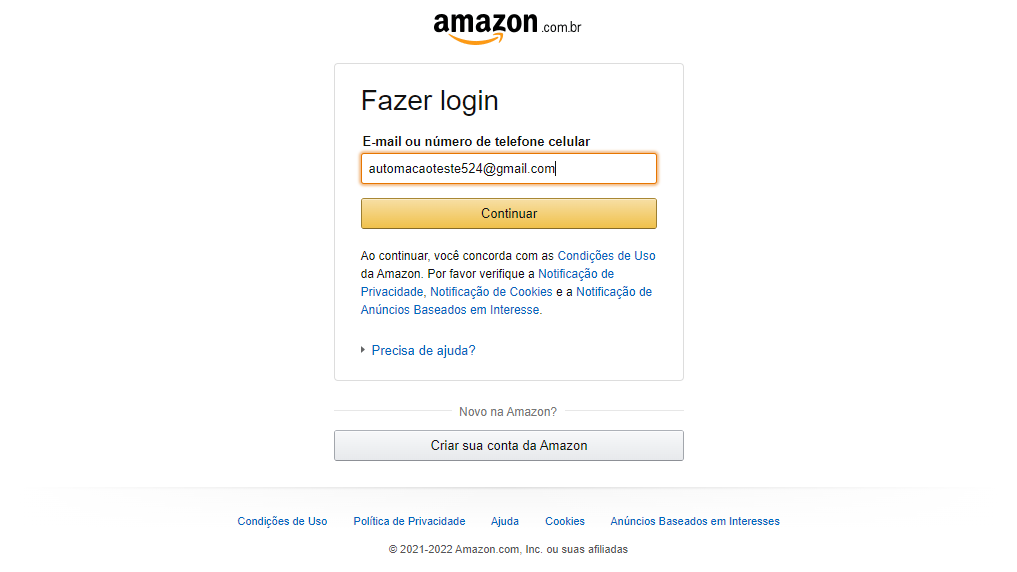 amazon.com.br
Fazer login
E-mail ou número de telefone celular
automacaoteste524@gmail.com
Continuar
Ao continuar, você concorda com as Condições de Uso
da Amazon. Por favor verifique a Notificação de
Privacidade, Notificação de Cookies e a Notificação de
Anúncios Baseados em Interesse.
Precisa de ajuda?
Novo na Amazon?
Criar sua conta da Amazon
Condições de Uso Política de Privacidade Ajuda Cookies Anúncios Baseados em Interesses
© 2021-2022 Amazon.com, Inc. ou suas afiliadas